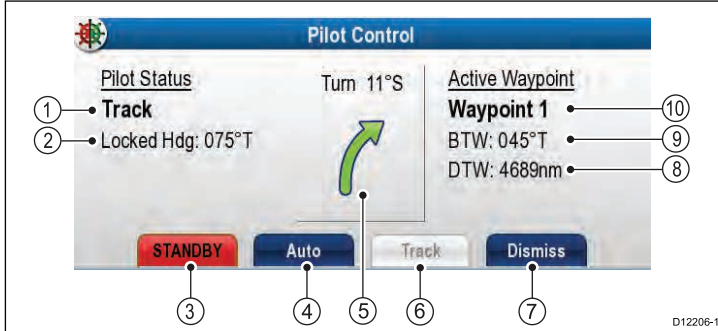 Pilot Control
Pilot Status
Track
Locked Hdg: 075°T
Turn 11°S
Active Waypoint
Waypoint 1
BTW: 045°T
DTW: 4689nm
1
2
10
9
8
STANDBY
Auto
Track
Dismiss
3
4
5
6
7
D12206-1